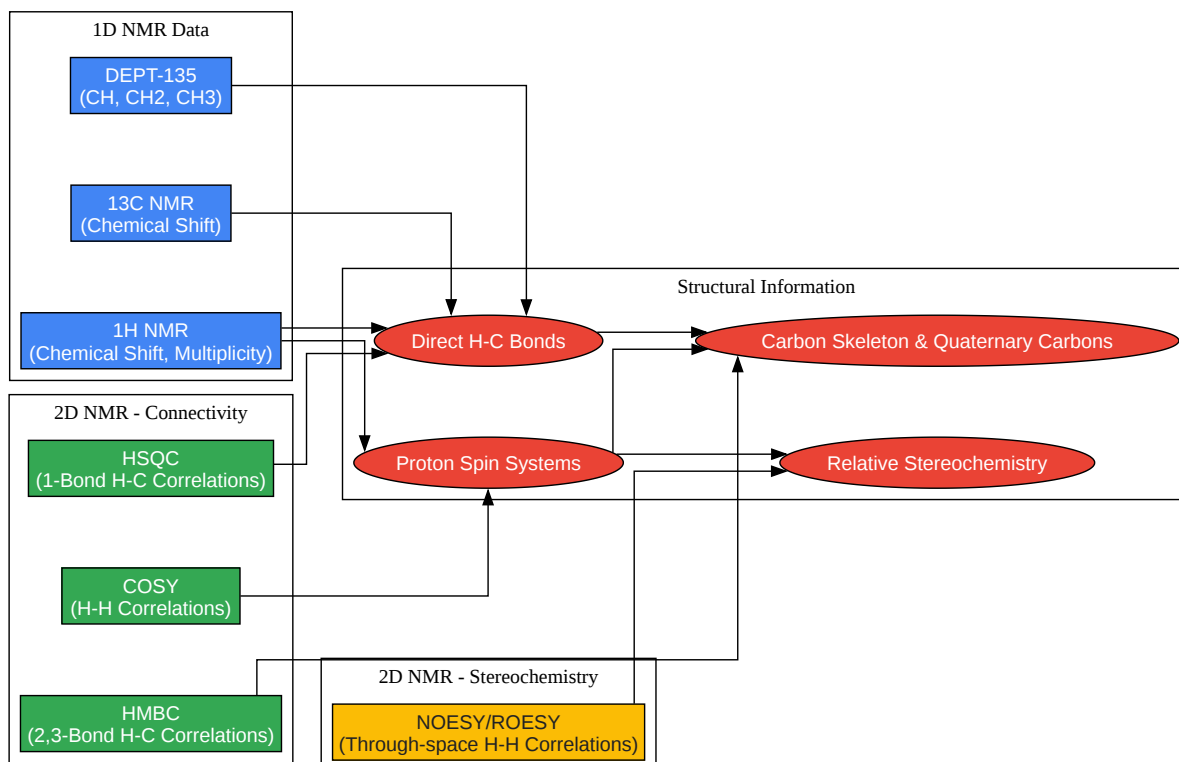 1D NMR Data
DEPT-135
(CH, CH2, CH3)
13C NMR
(Chemical Shift)
1H NMR
(Chemical Shift, Multiplicity)
Structural Information
Direct H-C Bonds
Carbon Skeleton & Quaternary Carbons
Proton Spin Systems
Relative Stereochemistry
2D NMR - Connectivity
HSQC
(1-Bond H-C Correlations)
COSY
(H-H Correlations)
HMBC
(2,3-Bond H-C Correlations)
2D NMR - Stereochemistry
NOESY/ROESY
(Through-space H-H Correlations)